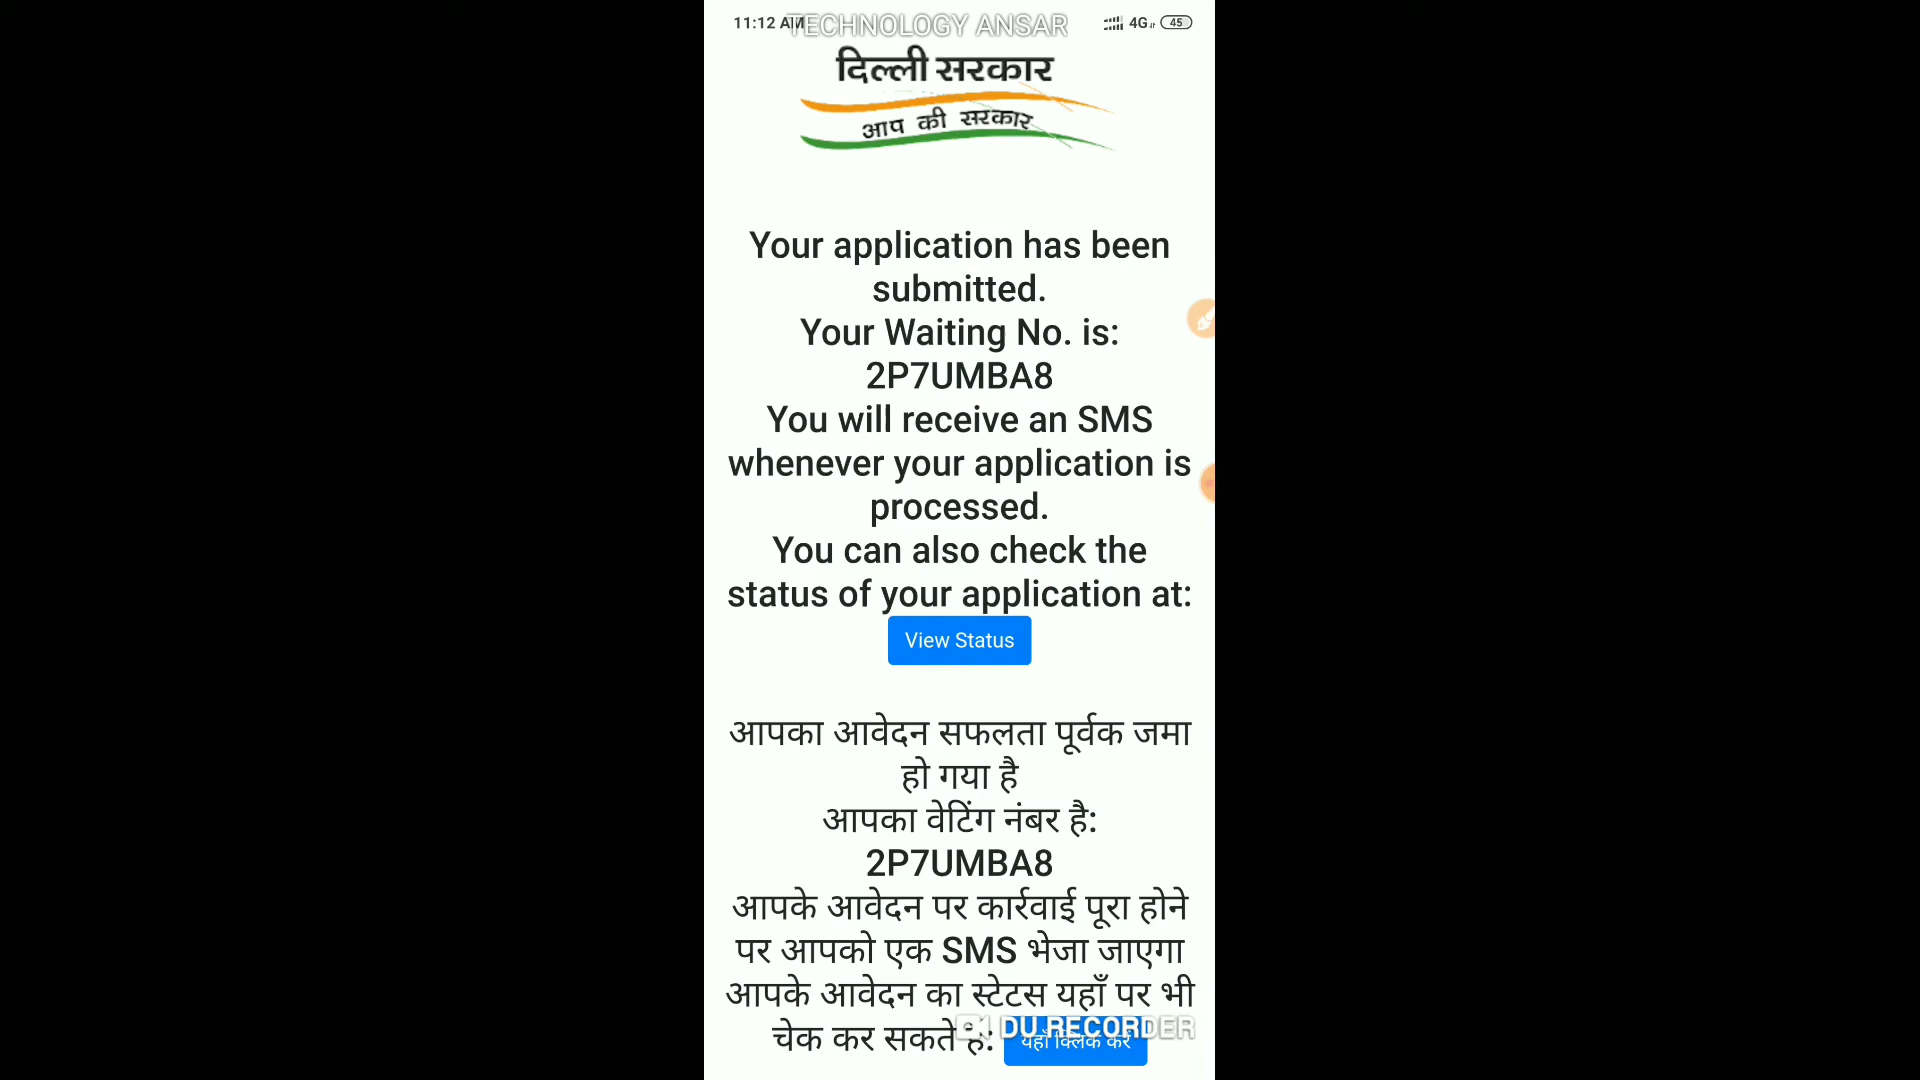 11:12 AM
TECHNOLOGY ANSAR
4G
45
दिल्ली सरकार
आप की सरकार
Your application has been
submitted.
Your Waiting No. is:
2P7UMBA8
You will receive an SMS
whenever your application is
processed.
You can also check the
status of your application at:
View Status
आपका आवेदन सफलता पूर्वक जमा
हो गया है
आपका वेटिंग नंबर है:
2P7UMBA8
आपके आवेदन पर कार्रवाई पूरा होने
पर आपको एक SMS भेजा जाएगा
आपके आवेदन का स्टेटस यहाँ पर भी
चेक कर सकते हैं:
यहाँ क्लिक करें
DU RECORDER